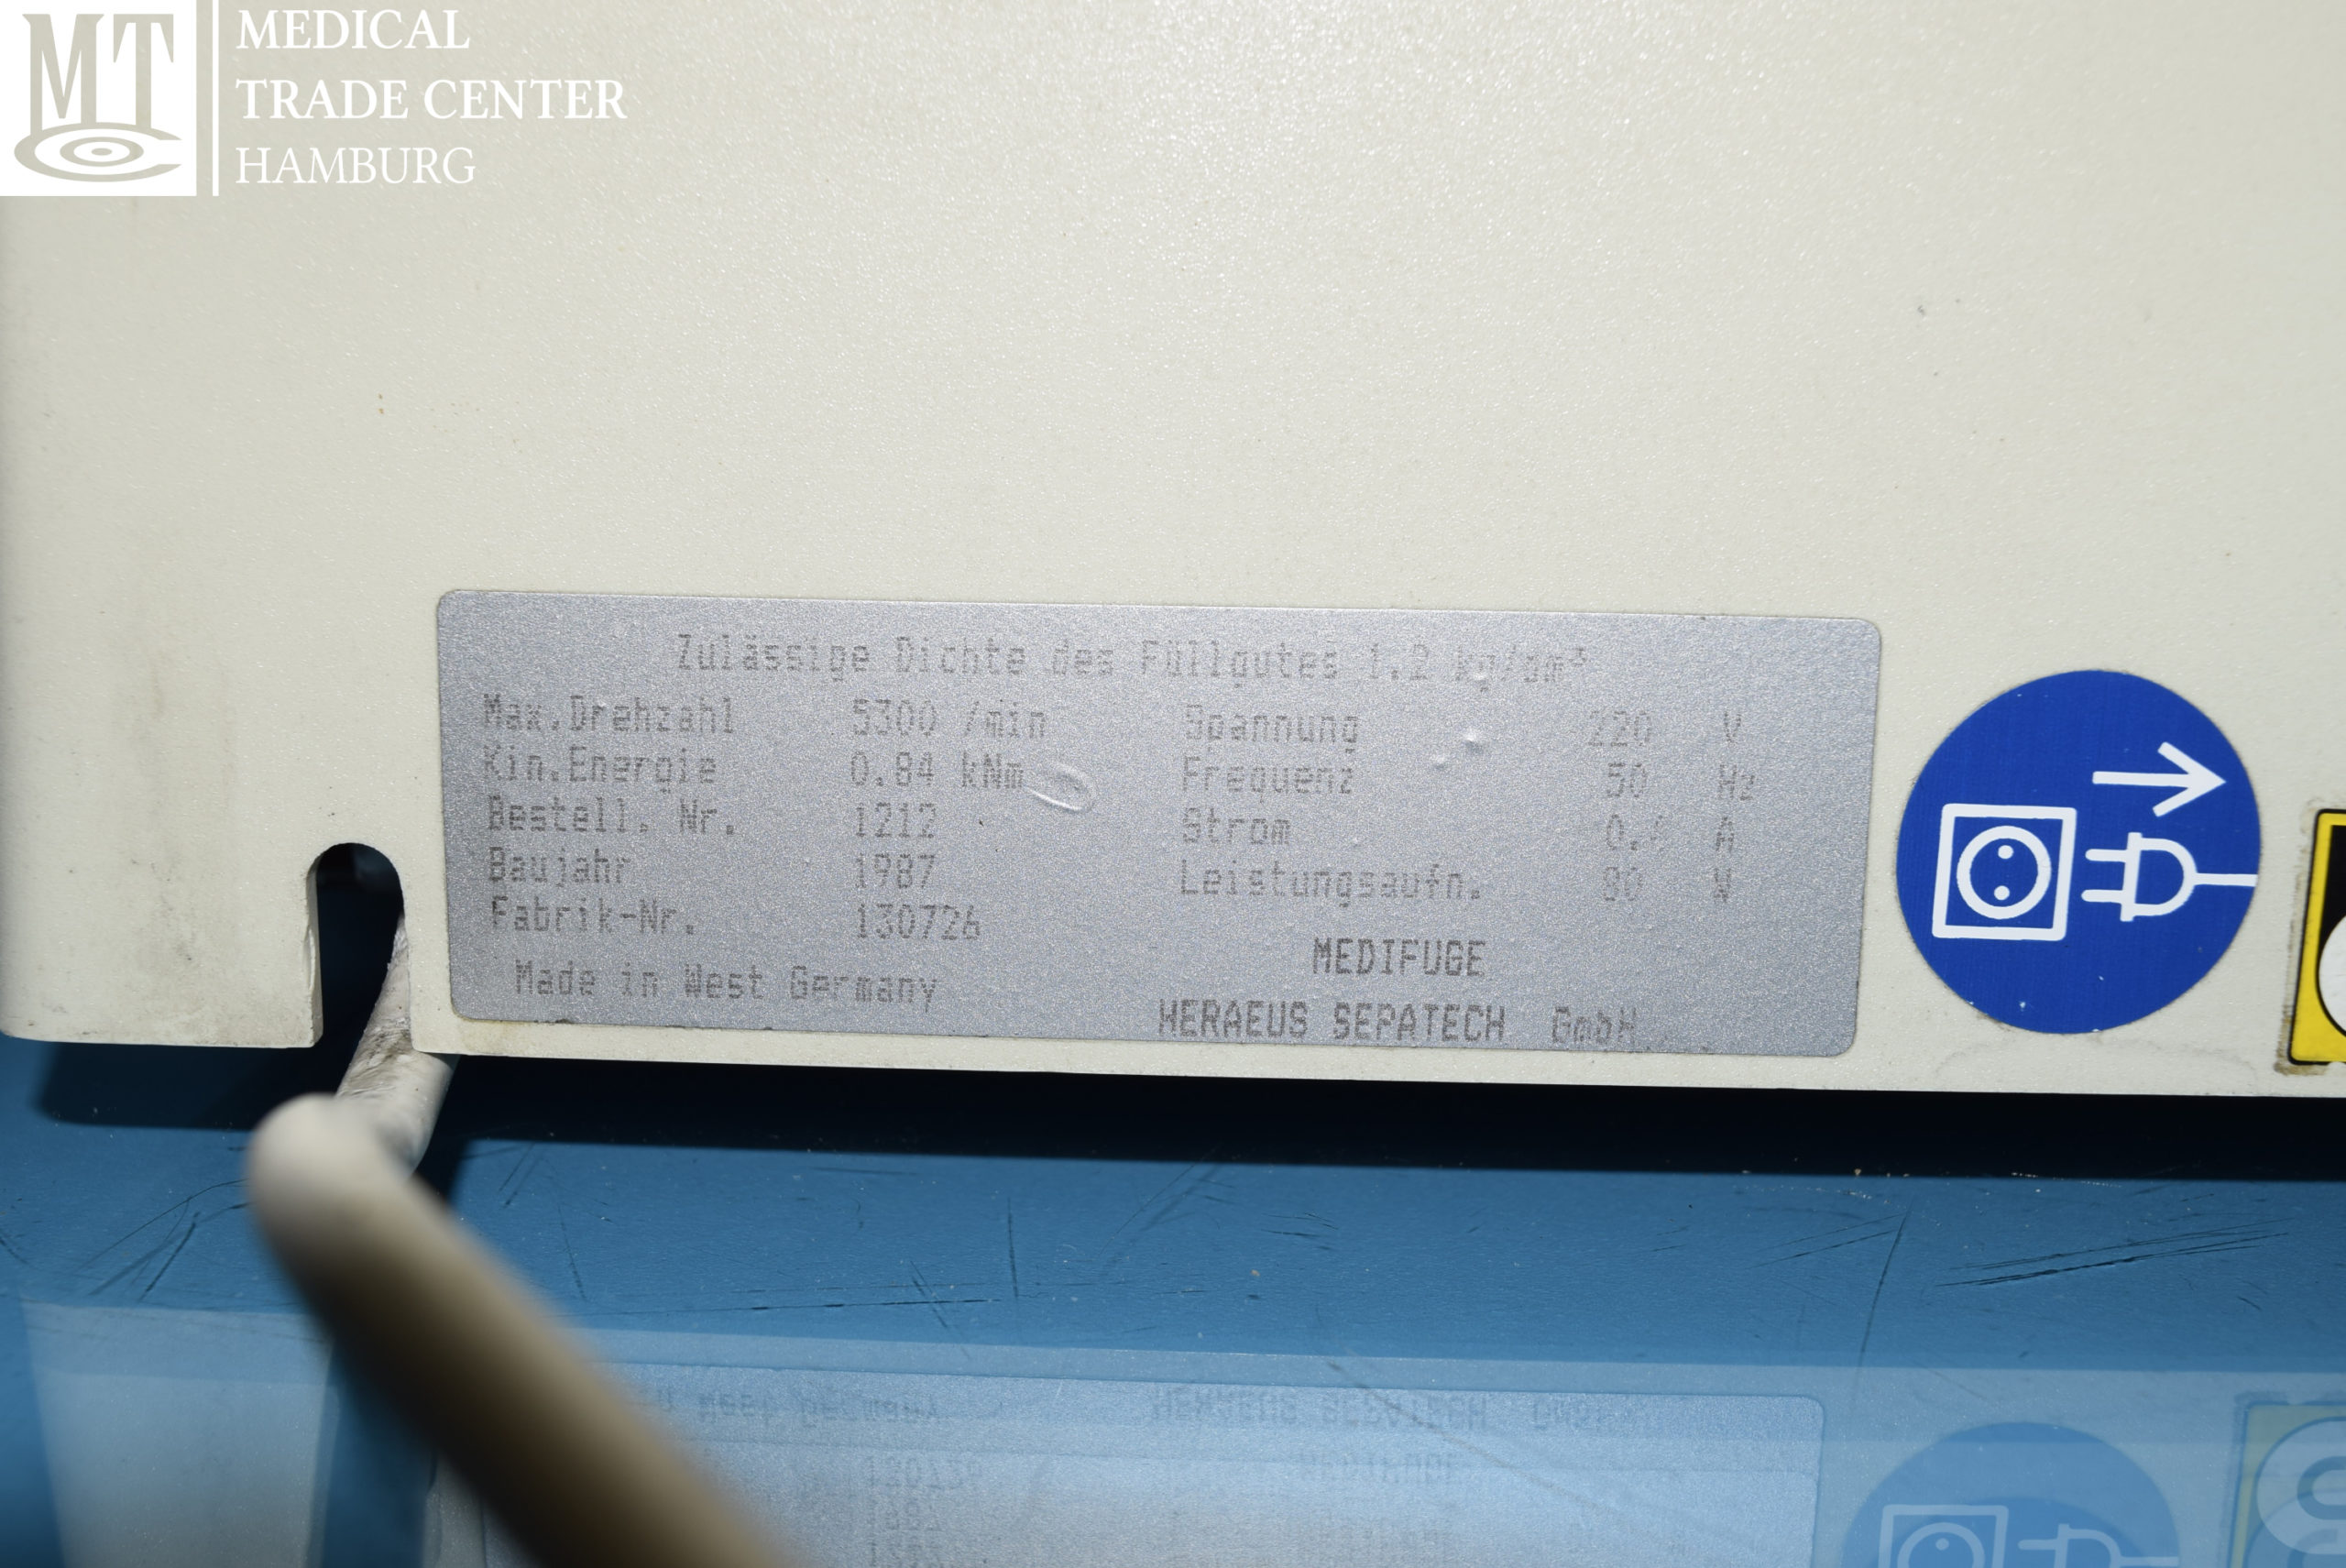 MTC
MEDICAL
TRADE CENTER
HAMBURG
Zulässige Dichte des Füllgutes 1.2 kg/dm³
Max.Drehzahl 5300 /min Spannung 220 V
Kin.Energie 0.84 kNm Frequenz 50 Hz
Bestell. Nr. 1212 Strom A
Baujahr 1987 Leistungsaufn. 80 W
Fabrik-Nr. 130726
MEDIFUGE
Made in West Germany
HERAEUS SEPATECH GmbH